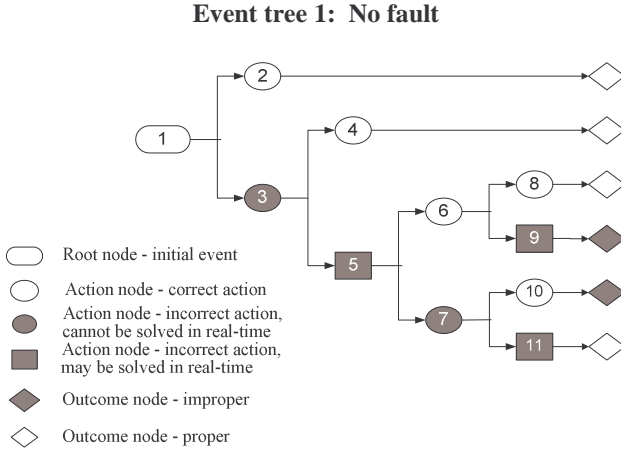 Event tree 1: No fault
2
1
4
3
8
6
9
5
10
7
11
Root node - initial event
Action node - correct action
Action node - incorrect action,
cannot be solved in real-time
Action node - incorrect action,
may be solved in real-time
Outcome node - improper
Outcome node - proper